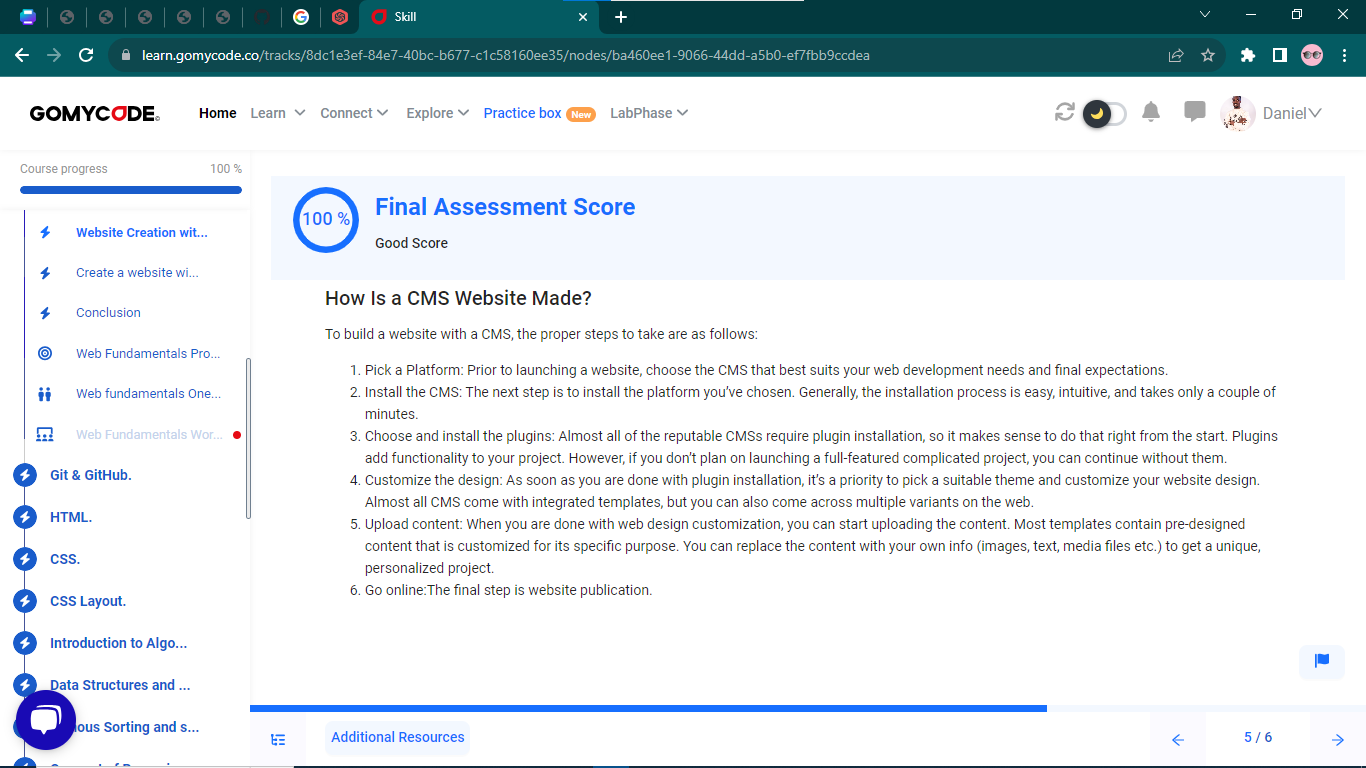 Skill
learn.gomycode.co/tracks/8dc1e3ef-84e7-40bc-b677-c1c58160ee35/nodes/ba460ee1-9066-44dd-a5b0-ef7fbb9ccdea
GOMYCODE
Home Learn Connect Explore Practice box New LabPhase Daniel
Course progress 100 %
Website Creation wit...
Create a website wi...
Conclusion
Web Fundamentals Pro...
Web fundamentals One...
Web Fundamentals Wor...
Git & GitHub.
HTML.
CSS.
CSS Layout.
Introduction to Algo...
Data Structures and ...
Sorting and s...
100 %
Final Assessment Score
Good Score
How Is a CMS Website Made?
To build a website with a CMS, the proper steps to take are as follows:
1. Pick a Platform: Prior to launching a website, choose the CMS that best suits your web development needs and final expectations.
2. Install the CMS: The next step is to install the platform you’ve chosen. Generally, the installation process is easy, intuitive, and takes only a couple of
minutes.
3. Choose and install the plugins: Almost all of the reputable CMSs require plugin installation, so it makes sense to do that right from the start. Plugins
add functionality to your project. However, if you don’t plan on launching a full-featured complicated project, you can continue without them.
4. Customize the design: As soon as you are done with plugin installation, it’s a priority to pick a suitable theme and customize your website design.
Almost all CMS come with integrated templates, but you can also come across multiple variants on the web.
5. Upload content: When you are done with web design customization, you can start uploading the content. Most templates contain pre-designed
content that is customized for its specific purpose. You can replace the content with your own info (images, text, media files etc.) to get a unique,
personalized project.
6. Go online:The final step is website publication.
Additional Resources
5 / 6